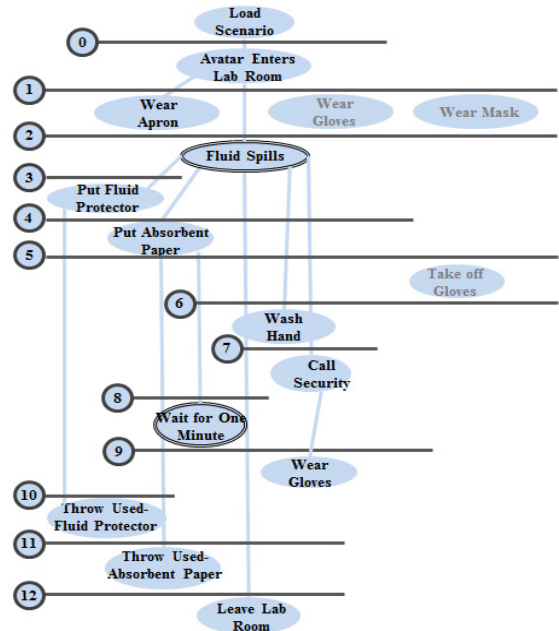 Load
Scenario
0
Avatar Enters
Lab Room
1
Wear
Apron
Wear
Gloves
Wear Mask
2
Fluid Spills
3
Put Fluid
Protector
4
Put Absorbent
Paper
5
Take off
Gloves
6
Wash
Hand
7
Call
Security
8
Wait for One
Minute
9
Wear
Gloves
10
Throw Used-
Fluid Protector
11
Throw Used-
Absorbent Paper
12
Leave Lab
Room